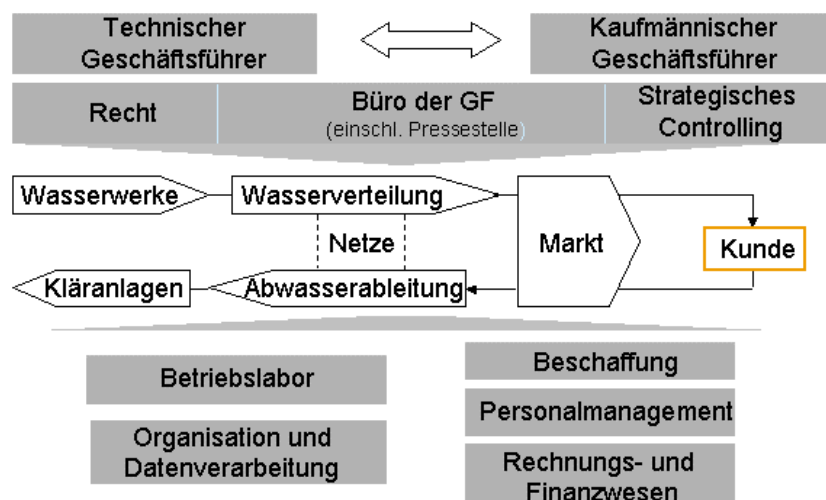 Technischer
Geschäftsführer
Kaufmännischer
Geschäftsführer
Recht
Büro der GF
(einschl. Pressestelle)
Strategisches
Controlling
Wasserwerke
Wasserverteilung
Netze
Markt
Kunde
Kläranlagen
Abwasserableitung
Betriebslabor
Beschaffung
Personalmanagement
Organisation und
Datenverarbeitung
Rechnungs- und
Finanzwesen